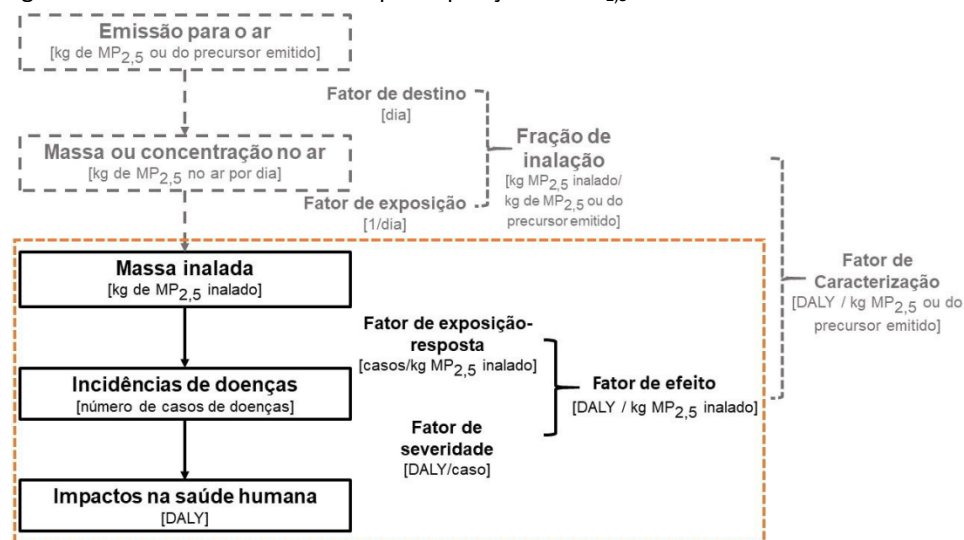 Emissão para o ar
[kg de MP2,5 ou do precursor emitido]
Fator de destino
[dia]
Massa ou concentração no ar
[kg de MP2,5 no ar por dia]
Fração de
inalação
[kg MP2,5 inalado/
kg de MP2,5 ou do
precursor emitido]
Fator de exposição
[1/dia]
Massa inalada
[kg de MP2,5 inalado]
Fator de
Caracterização
[DALY / kg MP2,5 ou do
precursor emitido]
Fator de exposição-
resposta
[casos/kg MP2,5 inalado]
Incidências de doenças
[número de casos de doenças]
Fator de efeito
[DALY / kg MP2,5 inalado]
Fator de
severidade
[DALY/caso]
Impactos na saúde humana
[DALY]